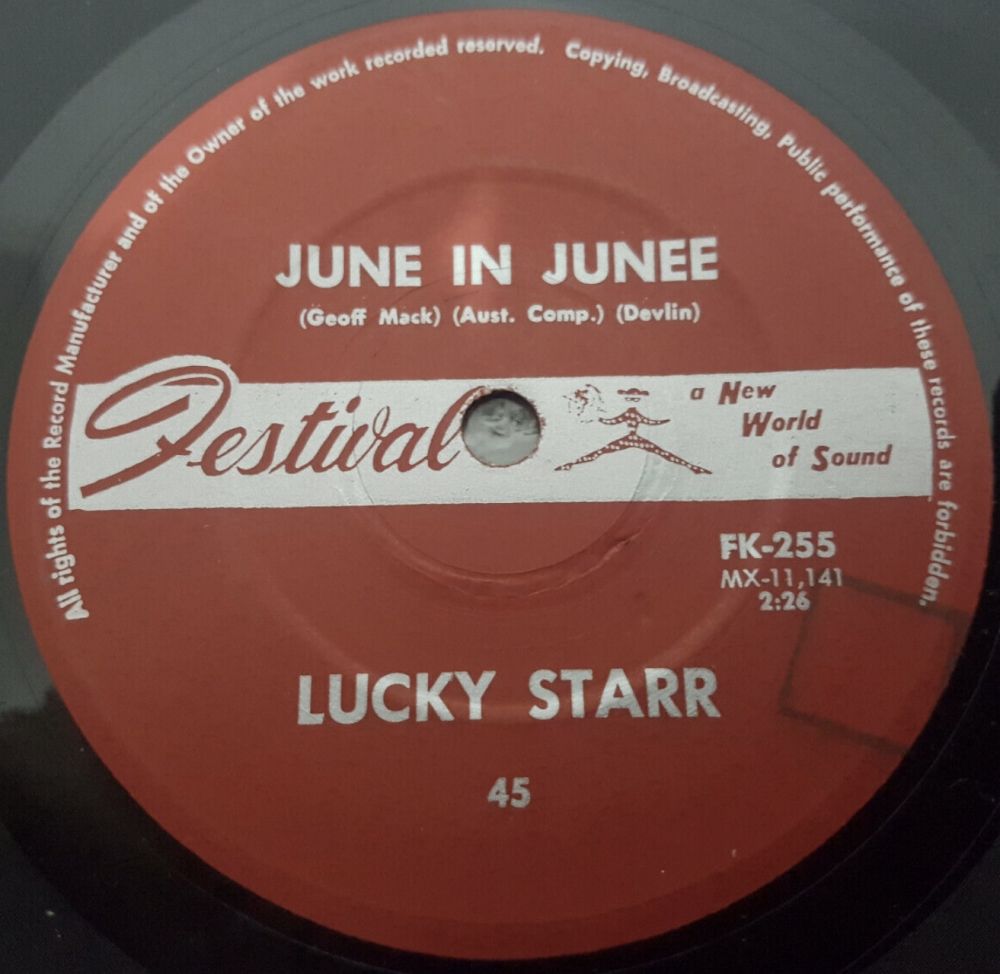 All rights of the Record Manufacturer and of the Owner of the work recorded reserved. Copying, Broadcasting, Public performance of these records are forbidden.
JUNE IN JUNEE
(Geoff Mack) (Aust. Comp.) (Devlin)
Festival
a New
World
of Sound
FK-255
MX-11,141
2:26
LUCKY STARR
45